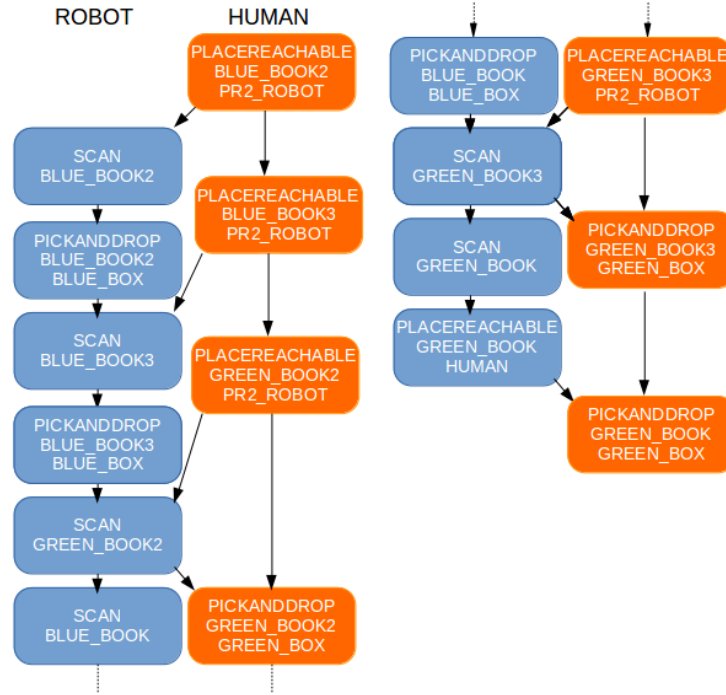 ROBOT
HUMAN
PLACEREACHABLE
BLUE_BOOK2
PR2_ROBOT
SCAN
BLUE_BOOK2
PLACEREACHABLE
BLUE_BOOK3
PR2_ROBOT
PICKANDDROP
BLUE_BOOK2
BLUE_BOX
SCAN
BLUE_BOOK3
PLACEREACHABLE
GREEN_BOOK2
PR2_ROBOT
PICKANDDROP
BLUE_BOOK3
BLUE_BOX
SCAN
GREEN_BOOK2
SCAN
BLUE_BOOK
PICKANDDROP
GREEN_BOOK2
GREEN_BOX
PICKANDDROP
BLUE_BOOK
BLUE_BOX
PLACEREACHABLE
GREEN_BOOK3
PR2_ROBOT
SCAN
GREEN_BOOK3
PICKANDDROP
GREEN_BOOK3
GREEN_BOX
SCAN
GREEN_BOOK
PLACEREACHABLE
GREEN_BOOK
HUMAN
PICKANDDROP
GREEN_BOOK
GREEN_BOX